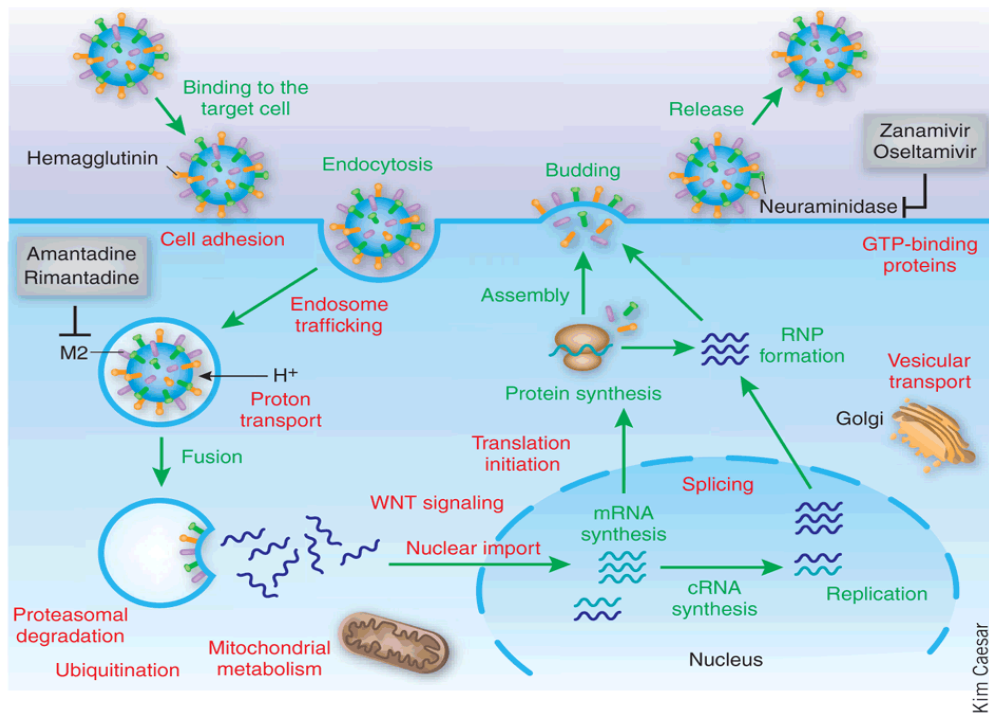 Binding to the
target cell
Hemagglutinin
Cell adhesion
Endocytosis
Budding
Release
Zanamivir
Oseltamivir
Neuraminidase
GTP-binding
proteins
Amantadine
Rimantadine
M2
H+
Proton
transport
Endosome
trafficking
Assembly
Protein synthesis
RNP
formation
Vesicular
transport
Golgi
Fusion
Translation
initiation
WNT signaling
Nuclear import
Splicing
mRNA
synthesis
cRNA
synthesis
Replication
Nucleus
Proteasomal
degradation
Ubiquitination
Mitochondrial
metabolism
Kim Caesar